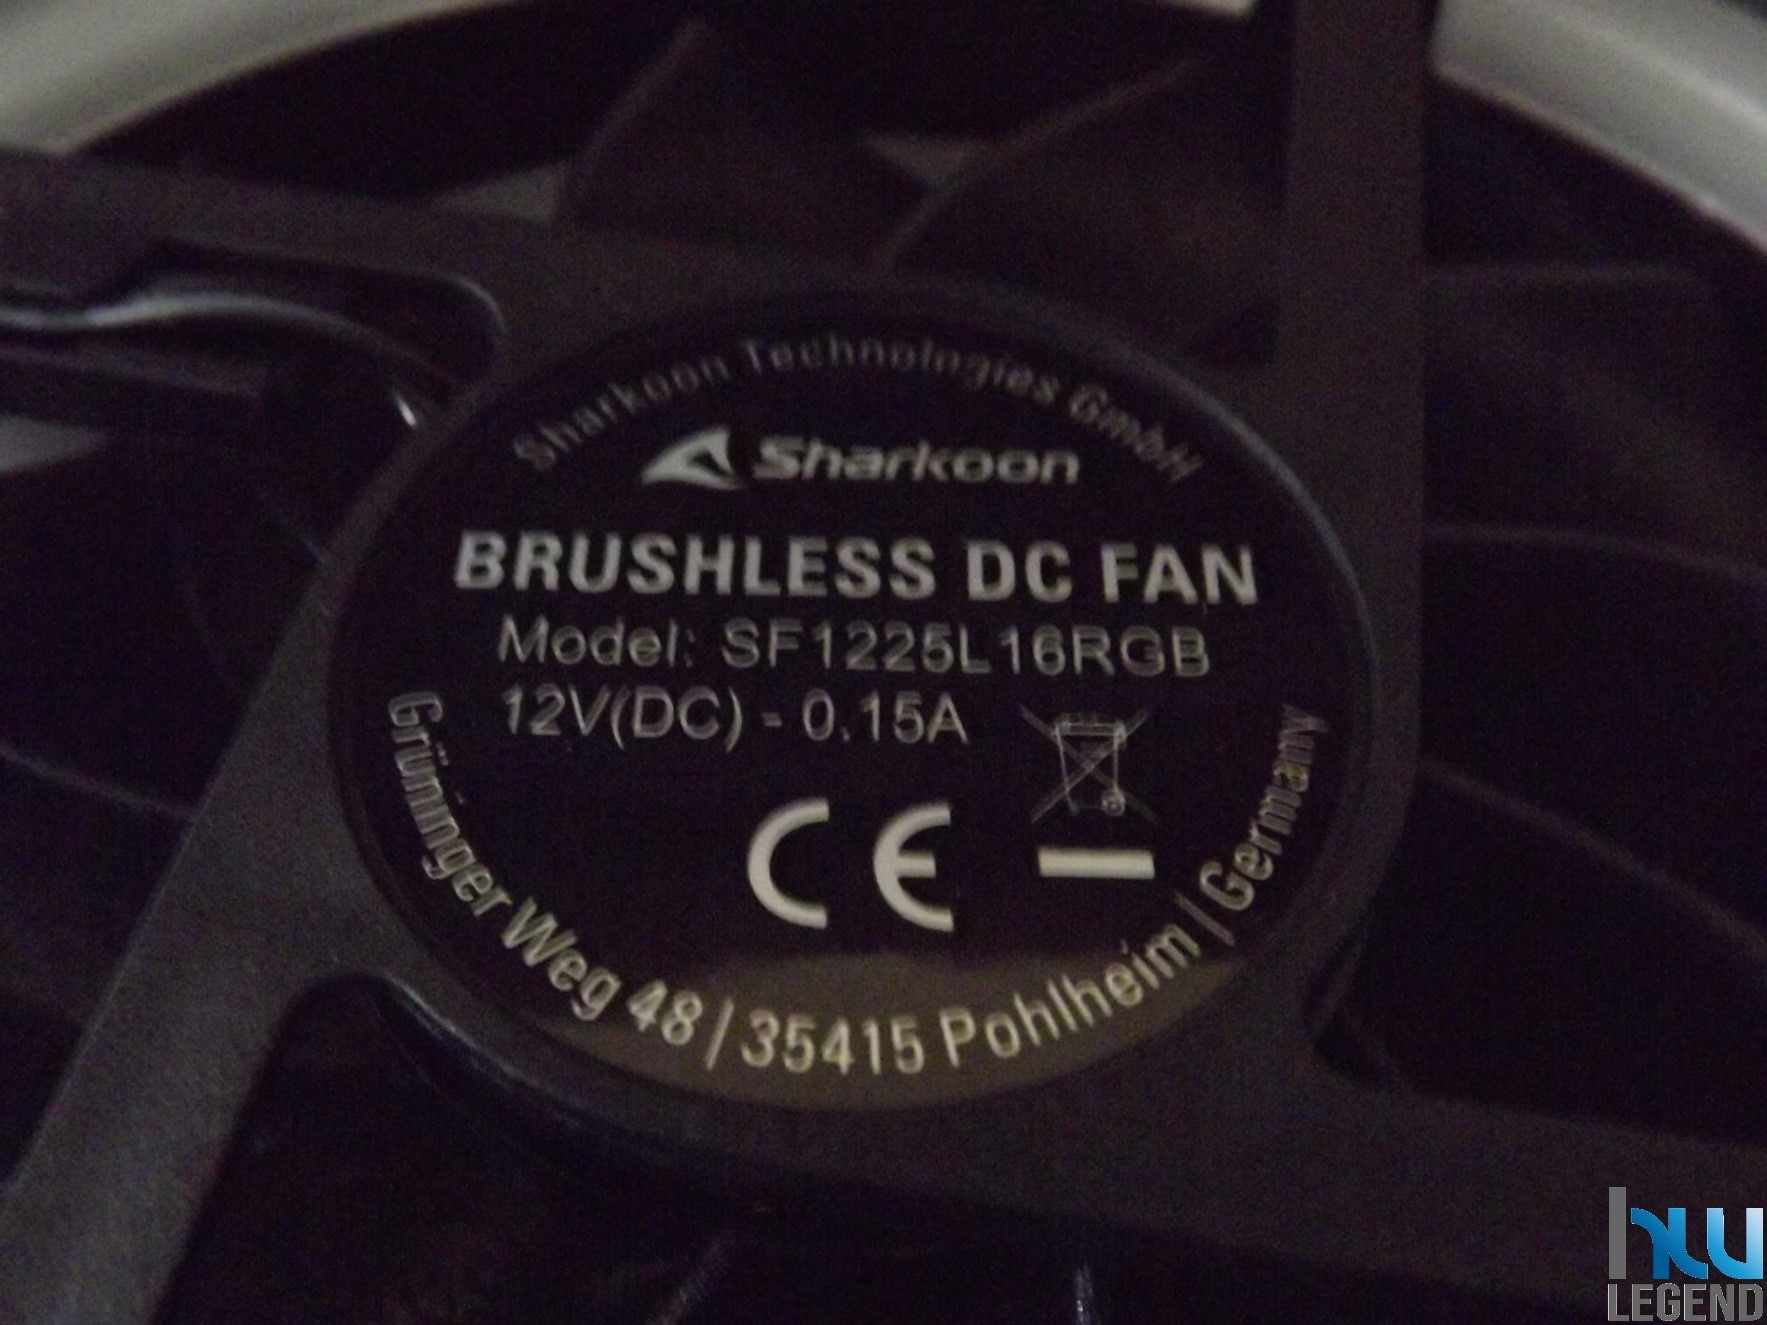 Sharkoon Technologies GmbH
Sharkoon
BRUSHLESS DC FAN
Model: SF1225L16RGB
12V(DC) - 0.15A
CE
Grüninger Weg 48 | 35415 Pohlheim | Germany
hw
LEGEND